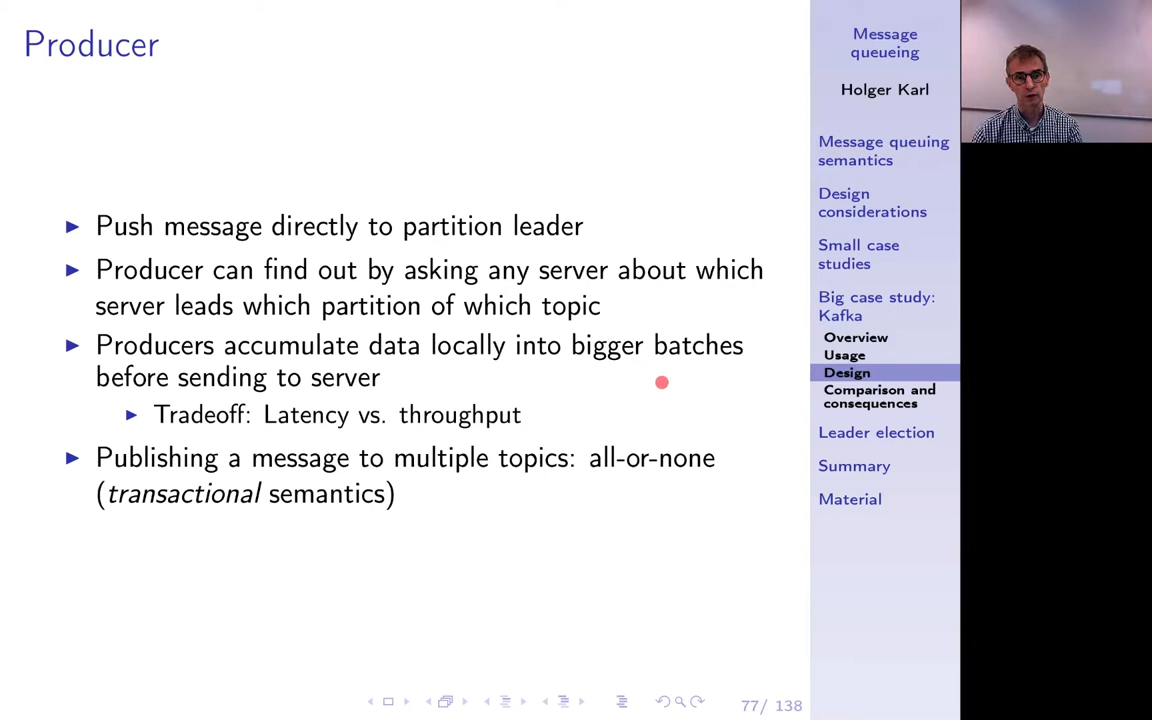 Producer
Push message directly to partition leader
Producer can find out by asking any server about which
server leads which partition of which topic
Producers accumulate data locally into bigger batches
before sending to server
Tradeoff: Latency vs. throughput
Publishing a message to multiple topics: all-or-none
(transactional semantics)
77/ 138
Message
queueing
Holger Karl
Message queuing
semantics
Design
considerations
Small case
studies
Big case study:
Kafka
Overview
Usage
Design
Comparison and
consequences
Leader election
Summary
Material